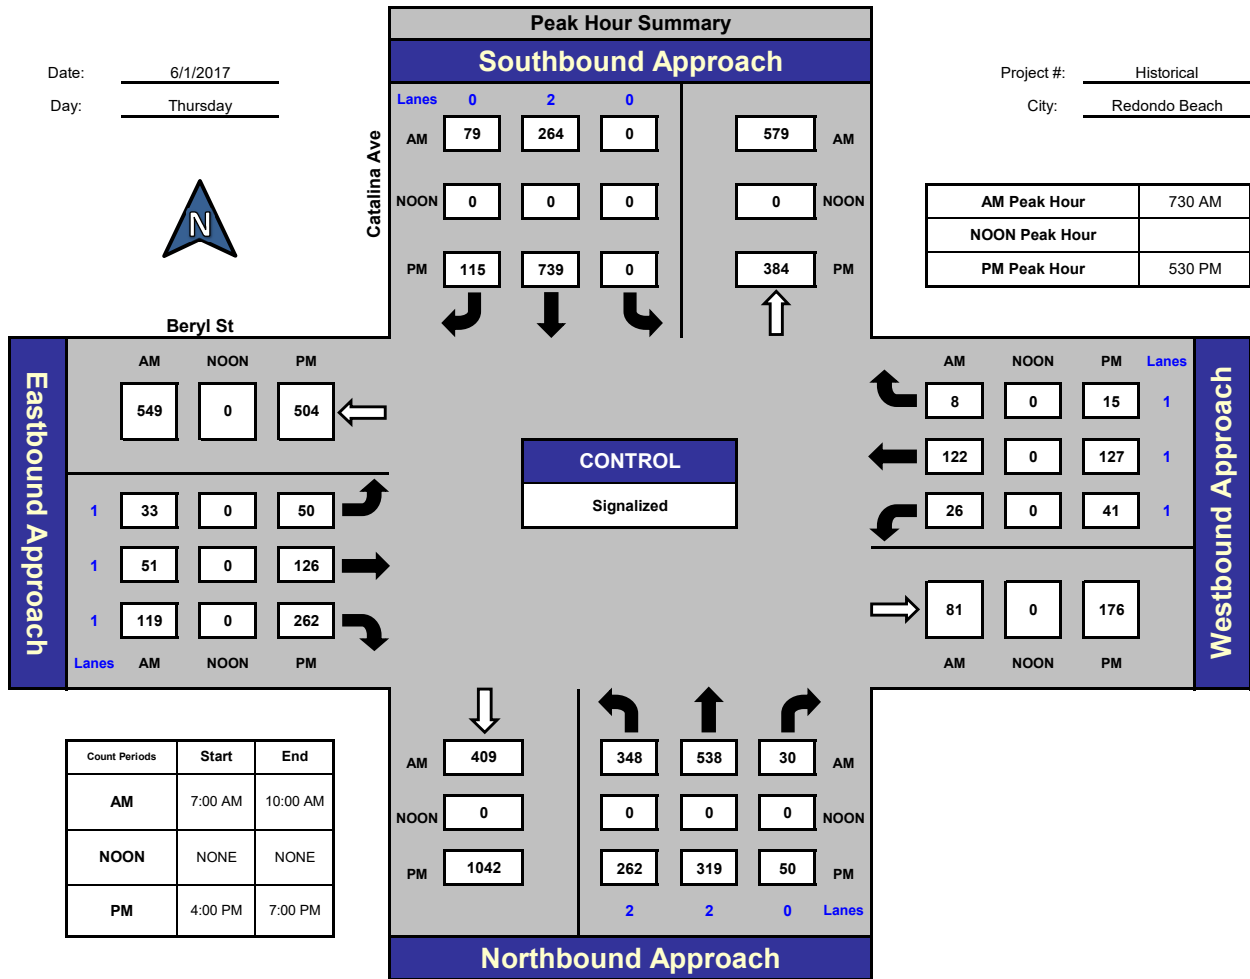 Peak Hour Summary
Southbound Approach
Date: 6/1/2017
Day: Thursday
Project #: Historical
City: Redondo Beach
N
Catalina Ave
Lanes 0 2 0
AM 79 264 0 579 AM
NOON 0 0 0 0 NOON
PM 115 739 0 384 PM
AM Peak Hour 730 AM
NOON Peak Hour
PM Peak Hour 530 PM
Beryl St
Eastbound Approach
AM NOON PM
549 0 504
1 33 0 50
1 51 0 126
1 119 0 262
Lanes AM NOON PM
CONTROL
Signalized
AM NOON PM Lanes
8 0 15 1
122 0 127 1
26 0 41 1
81 0 176
AM NOON PM
Westbound Approach
Count Periods Start End
AM 7:00 AM 10:00 AM
NOON NONE NONE
PM 4:00 PM 7:00 PM
AM 409 348 538 30 AM
NOON 0 0 0 0 NOON
PM 1042 262 319 50 PM
2 2 0 Lanes
Northbound Approach